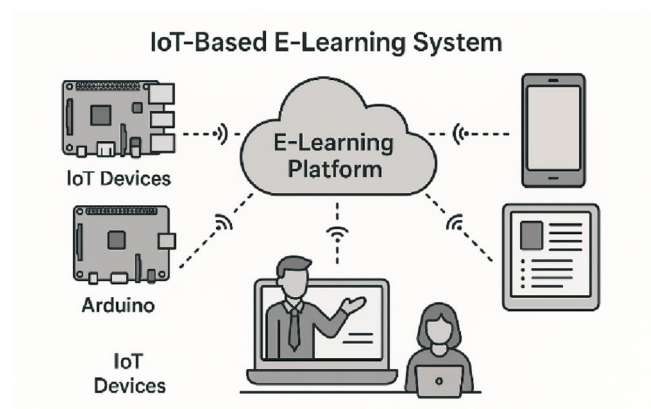 IoT-Based E-Learning System
E-Learning
Platform
IoT Devices
Arduino
IoT
Devices